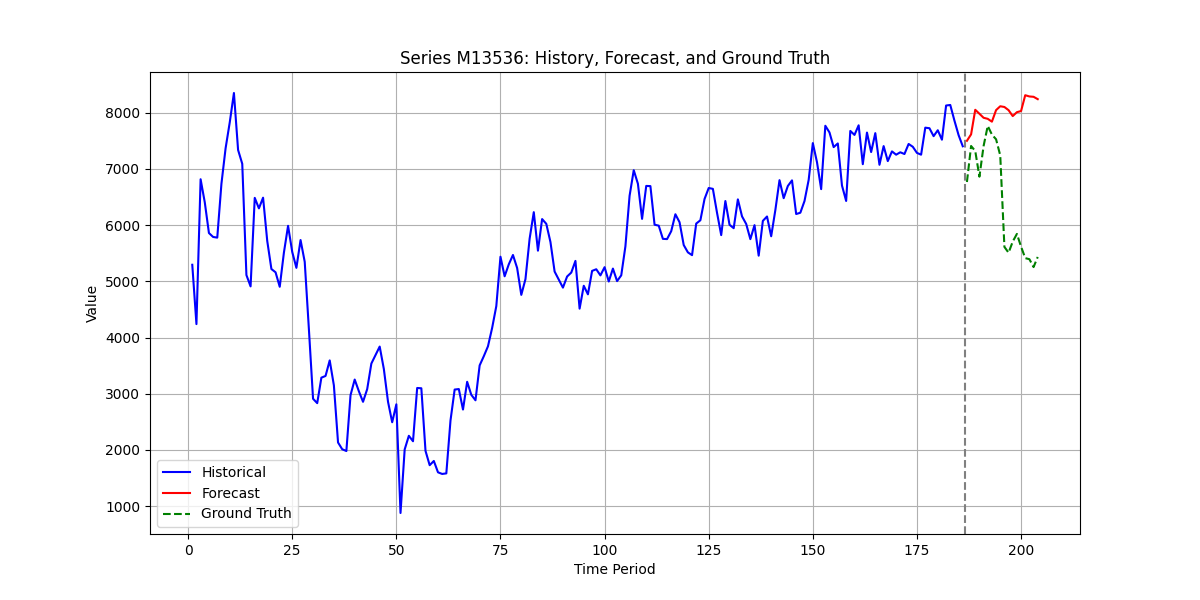 Series M13536: History, Forecast, and Ground Truth
Value
8000
7000
6000
5000
4000
3000
2000
1000
Historical
Forecast
Ground Truth
0 25 50 75 100 125 150 175 200
Time Period